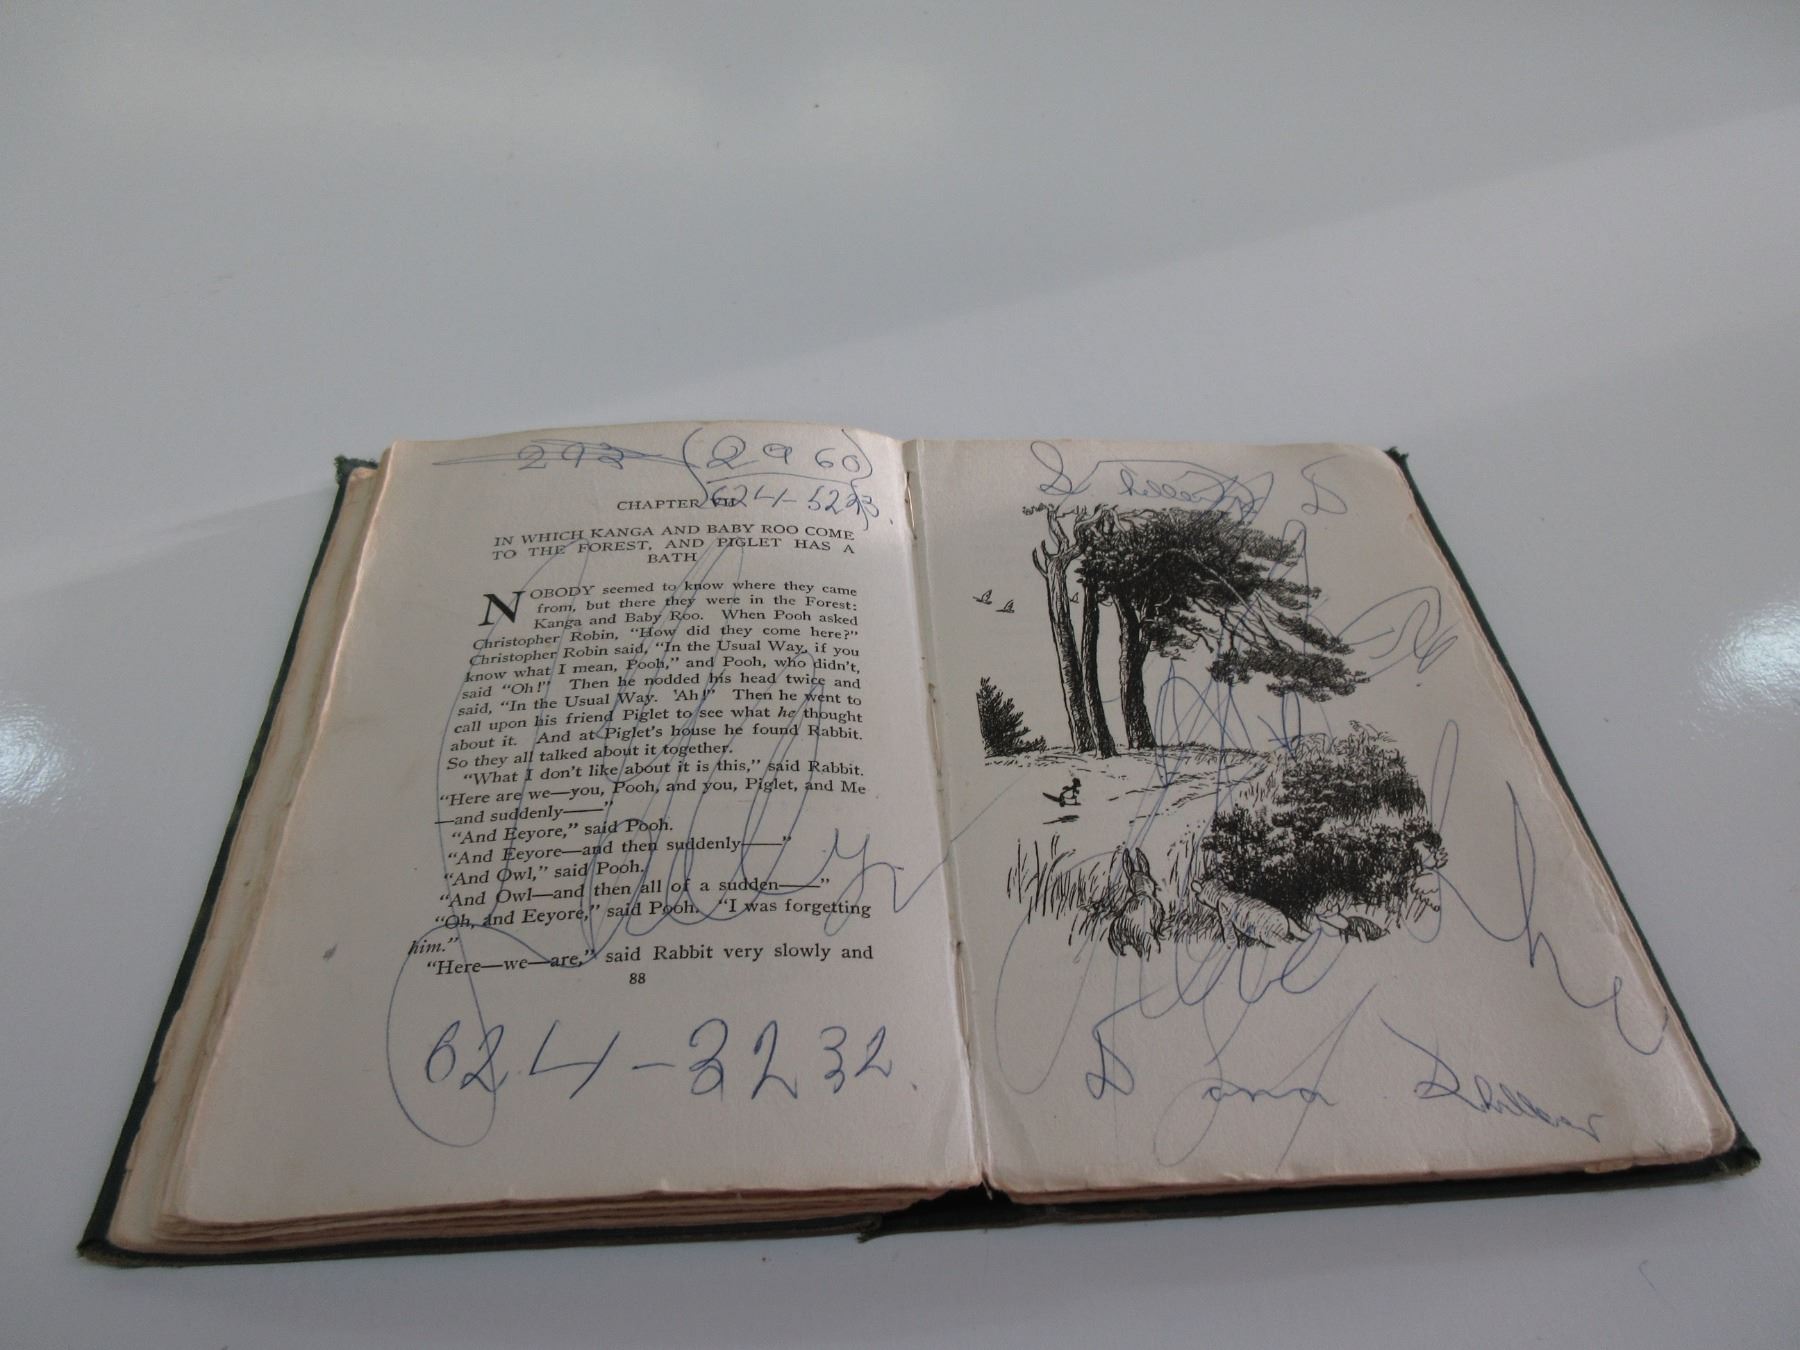 293 (2960)
624-5223.
CHAPTER VII
IN WHICH KANGA AND BABY ROO COME
TO THE FOREST, AND PIGLET HAS A
BATH
NOBODY seemed to know where they came
from, but there they were in the Forest:
Kanga and Baby Roo. When Pooh asked
Christopher Robin, “How did they come here?”
Christopher Robin said, “In the Usual Way, if you
know what I mean, Pooh,” and Pooh, who didn’t,
said “Oh!” Then he nodded his head twice and
said, “In the Usual Way. ’Ah!” Then he went to
call upon his friend Piglet to see what he thought
about it. And at Piglet’s house he found Rabbit.
So they all talked about it together.
“What I don’t like about it is this,” said Rabbit.
“Here are we—you, Pooh, and you, Piglet, and Me
—and suddenly——”
“And Eeyore,” said Pooh.
“And Eeyore—and then suddenly——”
“And Owl,” said Pooh.
“And Owl—and then all of a sudden——”
“Oh, and Eeyore,” said Pooh. “I was forgetting
him.”
“Here—we—are,” said Rabbit very slowly and
88
624-3232.